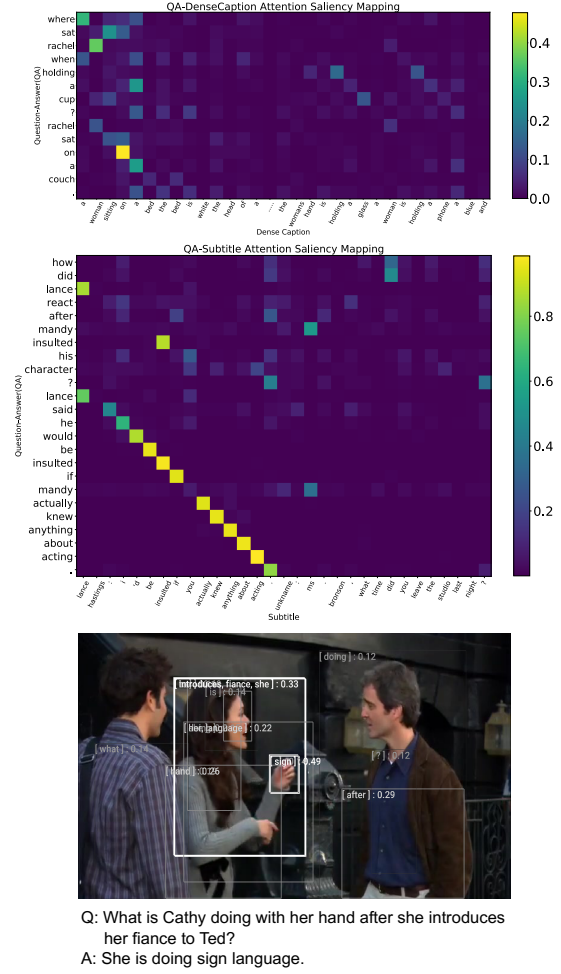 QA-DenseCaption Attention Saliency Mapping
Question-Answer(QA)
where
sat
rachel
when
holding
a
cup
?
rachel
sat
on
a
couch
.
a
woman
sitting
on
a
bed
the
bed
is
white
the
head
of
a
....
the
womans
hand
is
holding
a
glass
a
woman
is
holding
a
phone
a
blue
and
Dense Caption
0.4
0.3
0.2
0.1
0.0
QA-Subtitle Attention Saliency Mapping
Question-Answer(QA)
how
did
lance
react
after
mandy
insulted
his
character
?
lance
said
he
would
be
insulted
if
mandy
actually
knew
anything
about
acting
.
lance
hastings
:
i
'd
be
insulted
if
you
actually
knew
anything
about
acting
.
unkname
:
ms
.
bronson
,
what
time
did
you
leave
the
studio
last
night
?
Subtitle
0.8
0.6
0.4
0.2
[ doing ] : 0.12
[ introduces, fiance, she ] : 0.33
[ is ] : 0.14
language ] : 0.22
[ what ] : 0.14
[ sign ] : 0.49
[ ? ] : 0.12
[ hand ] : 0.26
[ after ] : 0.29
Q: What is Cathy doing with her hand after she introduces
her fiance to Ted?
A: She is doing sign language.